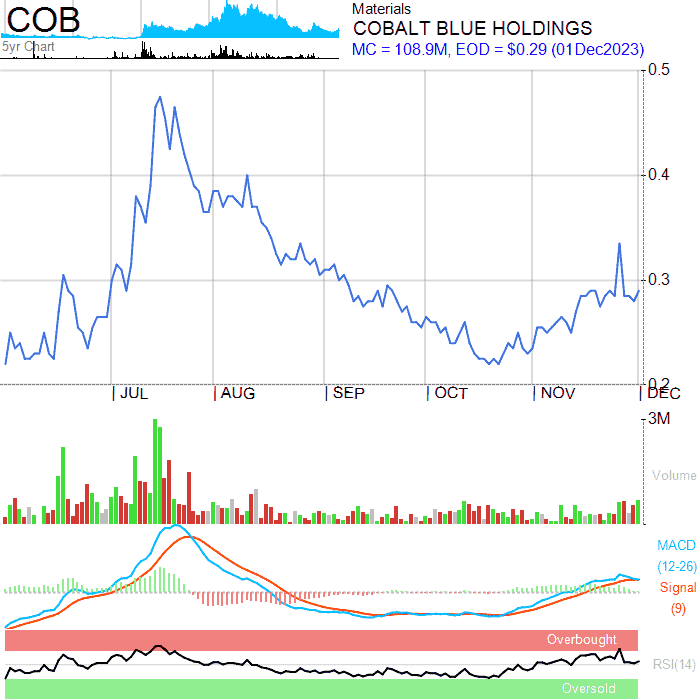 COB
5yr Chart
Materials
COBALT BLUE HOLDINGS
MC = 108.9M, EOD = $0.29 (01Dec2023)
0.5
0.4
0.3
0.2
JUL AUG SEP OCT NOV DEC
3M
Volume
MACD
(12-26)
Signal
(9)
Overbought
RSI(14)
Oversold